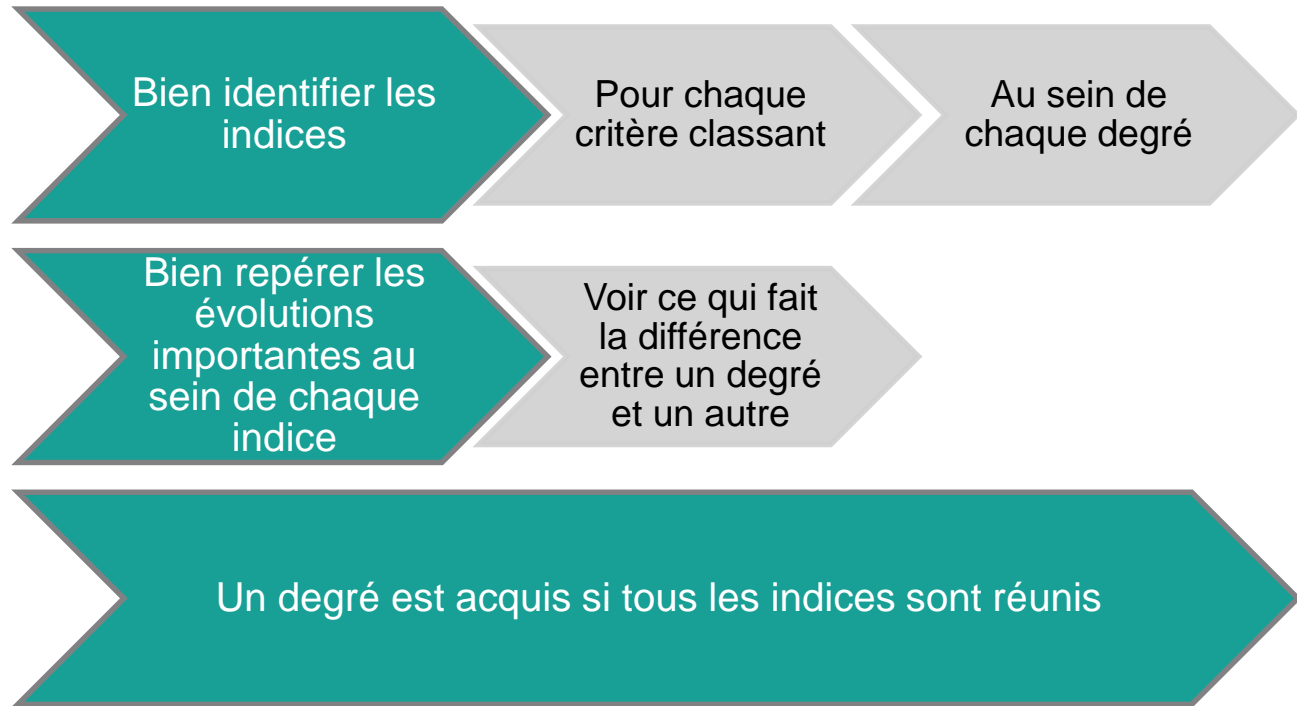 Bien identifier les
indices
Pour chaque
critère classant
Au sein de
chaque degré
Bien repérer les
évolutions
importantes au
sein de chaque
indice
Voir ce qui fait
la différence
entre un degré
et un autre
Un degré est acquis si tous les indices sont réunis